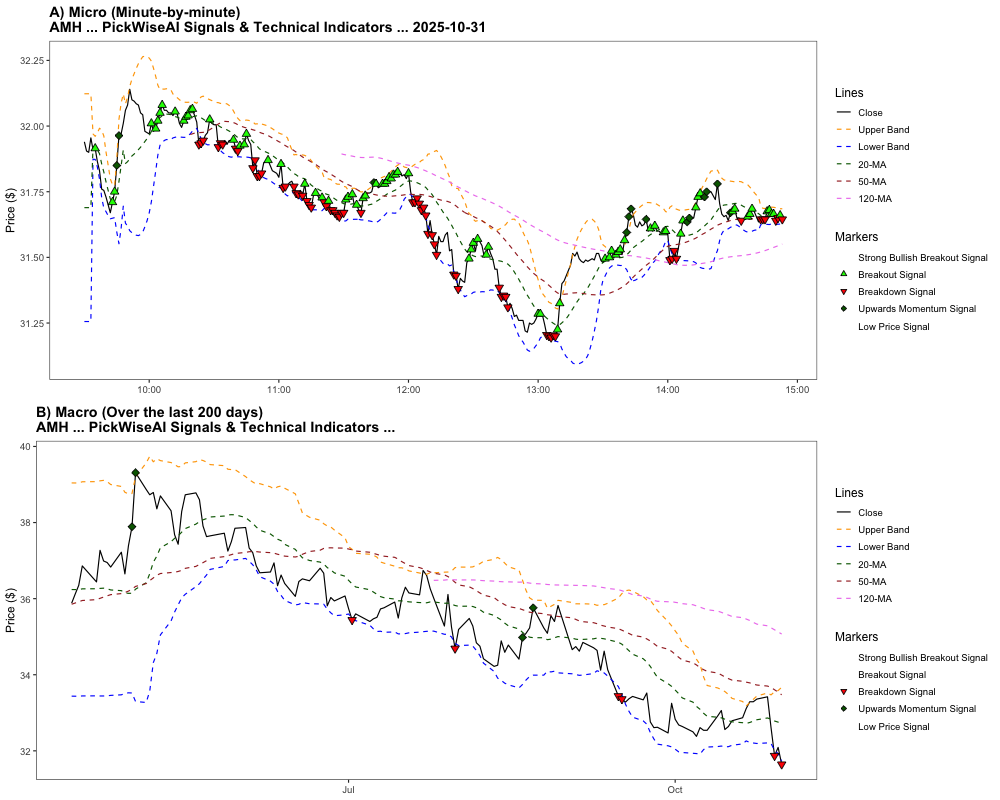 A) Micro (Minute-by-minute)
AMH ... PickWiseAI Signals & Technical Indicators ... 2025-10-31
Price ($)
32.25
32.00
31.75
31.50
31.25
10:00
11:00
12:00
13:00
14:00
15:00
Lines
Close
Upper Band
Lower Band
20-MA
50-MA
120-MA
Markers
Strong Bullish Breakout Signal
Breakout Signal
Breakdown Signal
Upwards Momentum Signal
Low Price Signal
B) Macro (Over the last 200 days)
AMH ... PickWiseAI Signals & Technical Indicators ...
Price ($)
40
38
36
34
32
Jul
Oct
Lines
Close
Upper Band
Lower Band
20-MA
50-MA
120-MA
Markers
Strong Bullish Breakout Signal
Breakout Signal
Breakdown Signal
Upwards Momentum Signal
Low Price Signal